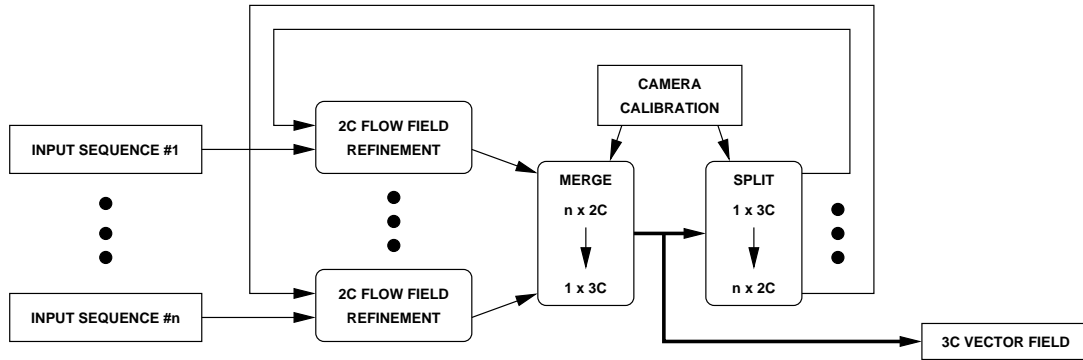 CAMERA
CALIBRATION
2C FLOW FIELD
REFINEMENT
INPUT SEQUENCE #1
MERGE
n x 2C
1 x 3C
SPLIT
1 x 3C
n x 2C
2C FLOW FIELD
REFINEMENT
INPUT SEQUENCE #n
3C VECTOR FIELD